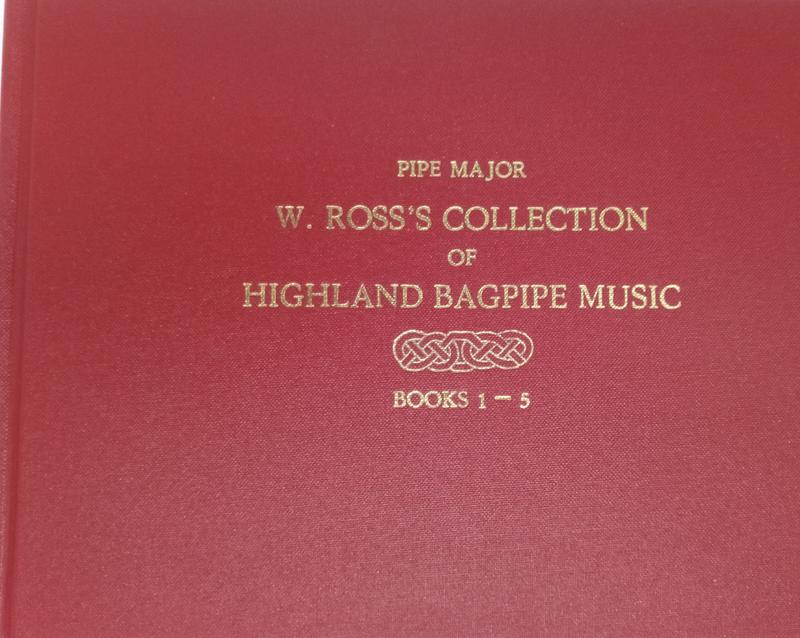 PIPE MAJOR
W. ROSS'S COLLECTION
OF
HIGHLAND BAGPIPE MUSIC
BOOKS 1 — 5